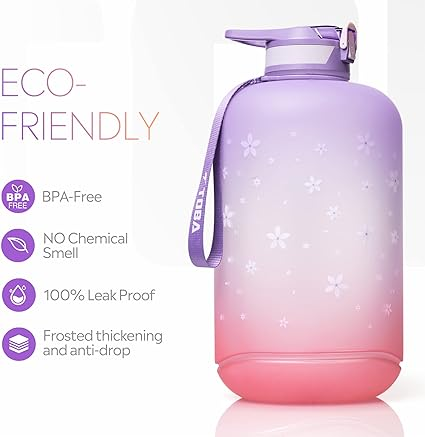 ECO-
FRIENDLY
BPA
FREE
BPA-Free
NO Chemical
Smell
100% Leak Proof
Frosted thickening
and anti-drop